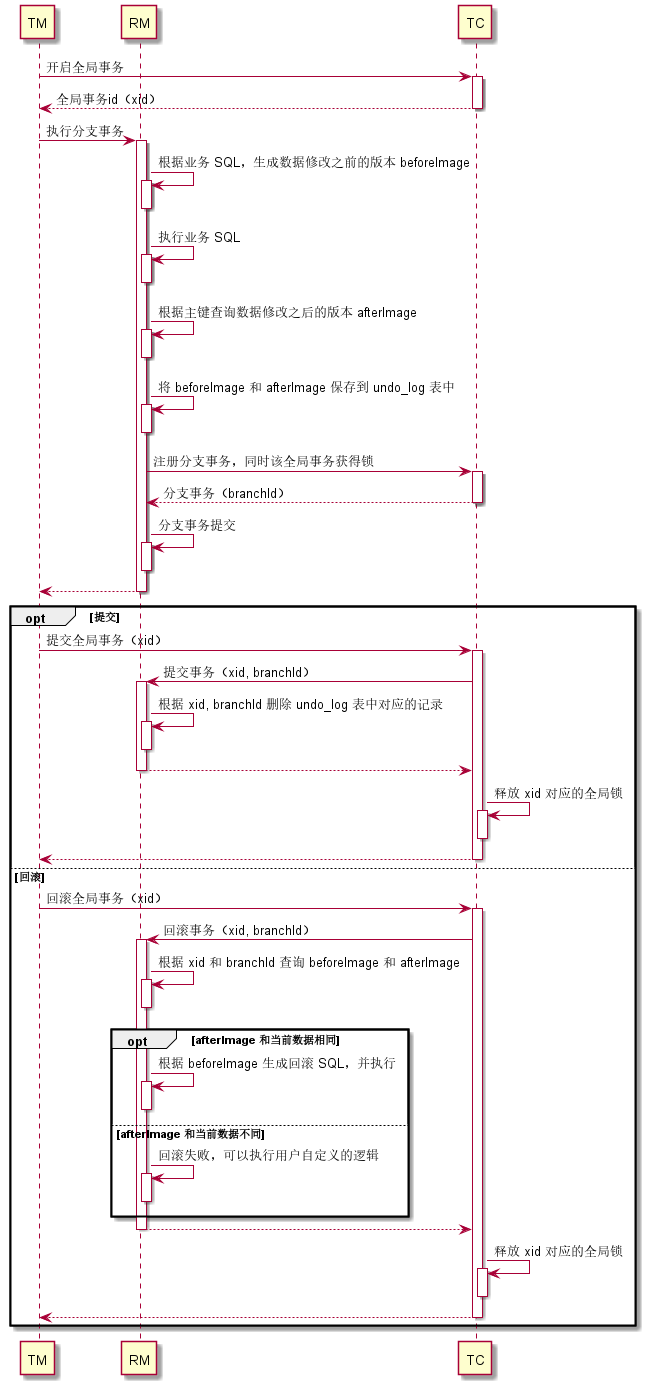 TM RM TC
开启全局事务
全局事务id（xid）
执行分支事务
根据业务 SQL，生成数据修改之前的版本 beforeImage
执行业务 SQL
根据主键查询数据修改之后的版本 afterImage
将 beforeImage 和 afterImage 保存到 undo_log 表中
注册分支事务，同时该全局事务获得锁
分支事务（branchId）
分支事务提交
opt [提交]
提交全局事务（xid）
提交事务（xid, branchId）
根据 xid, branchId 删除 undo_log 表中对应的记录
释放 xid 对应的全局锁
[回滚]
回滚全局事务（xid）
回滚事务（xid, branchId）
根据 xid 和 branchId 查询 beforeImage 和 afterImage
opt [afterImage 和当前数据相同]
根据 beforeImage 生成回滚 SQL，并执行
[afterImage 和当前数据不同]
回滚失败，可以执行用户自定义的逻辑
释放 xid 对应的全局锁
TM RM TC